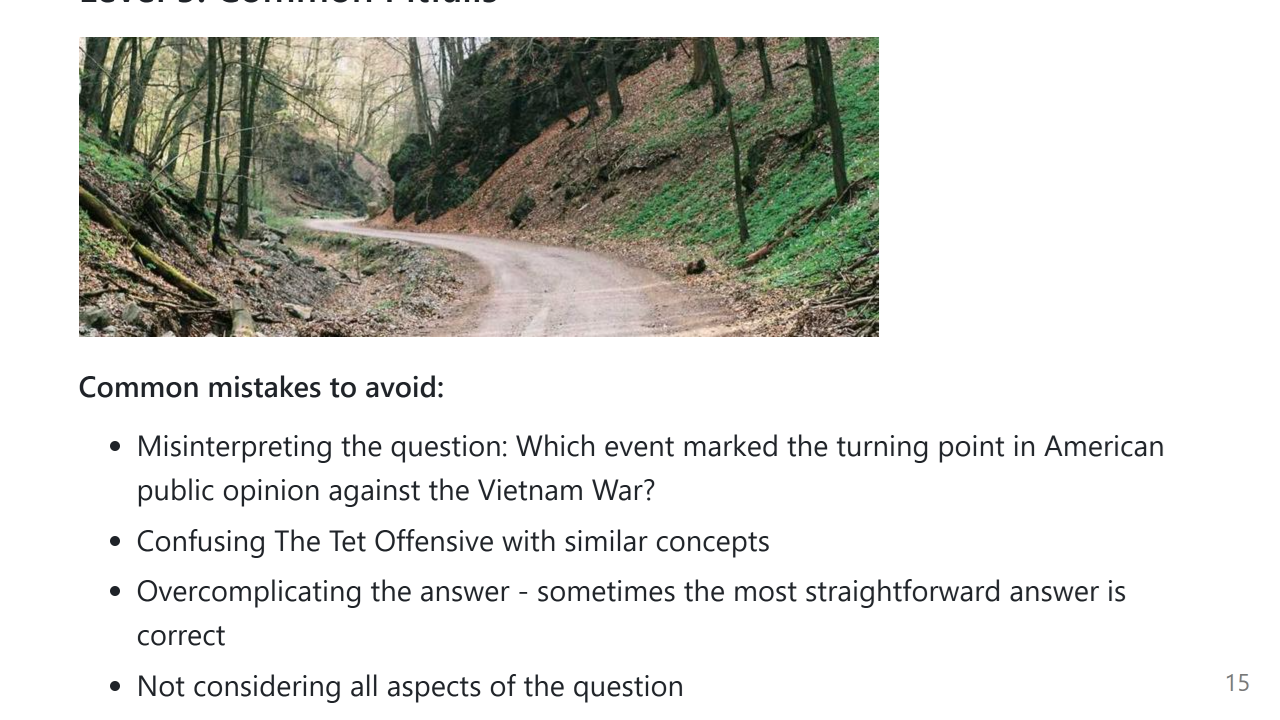 Common mistakes to avoid:
Misinterpreting the question: Which event marked the turning point in American
public opinion against the Vietnam War?
Confusing The Tet Offensive with similar concepts
Overcomplicating the answer - sometimes the most straightforward answer is
correct
Not considering all aspects of the question
15